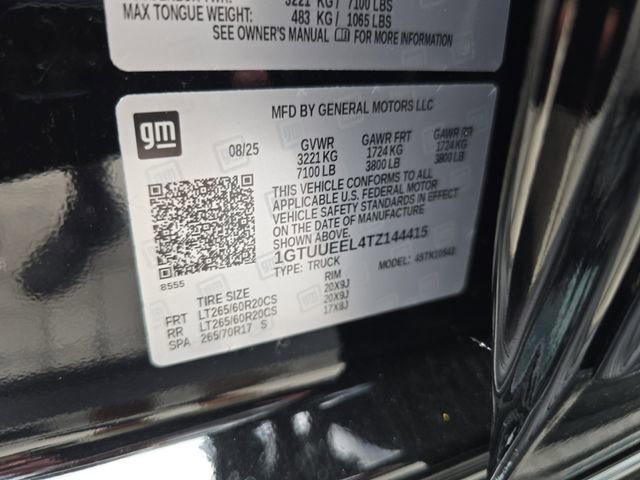 3221 KG / 7100 LBS
MAX TONGUE WEIGHT: 483 KG / 1065 LBS
SEE OWNER'S MANUAL FOR MORE INFORMATION
gm
MFD BY GENERAL MOTORS LLC
08/25 GVWR GAWR FRT GAWR RR
3221 KG 1724 KG 1724 KG
7100 LB 3800 LB 3800 LB
THIS VEHICLE CONFORMS TO ALL
APPLICABLE U.S. FEDERAL MOTOR
VEHICLE SAFETY STANDARDS IN
EFFECT ON THE DATE OF
MANUFACTURE SHOWN ABOVE.
1GTUUEEL4TZ144415
TYPE: TRUCK MODEL:
8555
TIRE SIZE RIM
FRT LT265/60R20CS 20X9J
RR LT265/60R20CS 20X9J
SPA 265/70R17 S 17X8J